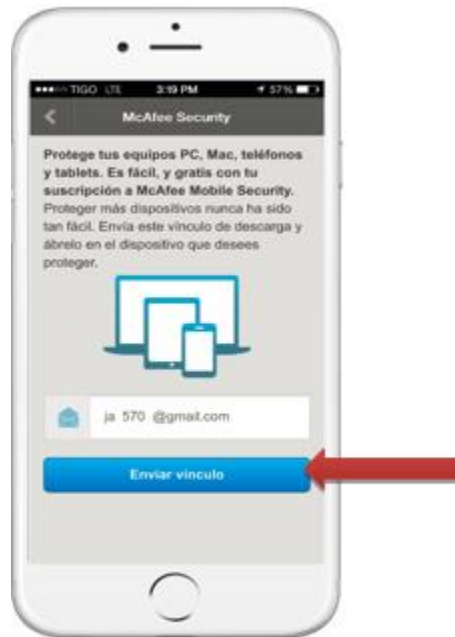 TIGO LTE 3:19 PM 57%
McAfee Security
Protege tus equipos PC, Mac, teléfonos
y tablets. Es fácil, y gratis con tu
suscripción a McAfee Mobile Security.
Proteger más dispositivos nunca ha sido
tan fácil. Envía este vínculo de descarga y
ábrelo en el dispositivo que desees
proteger.
ja 570 @gmail.com
Enviar vínculo